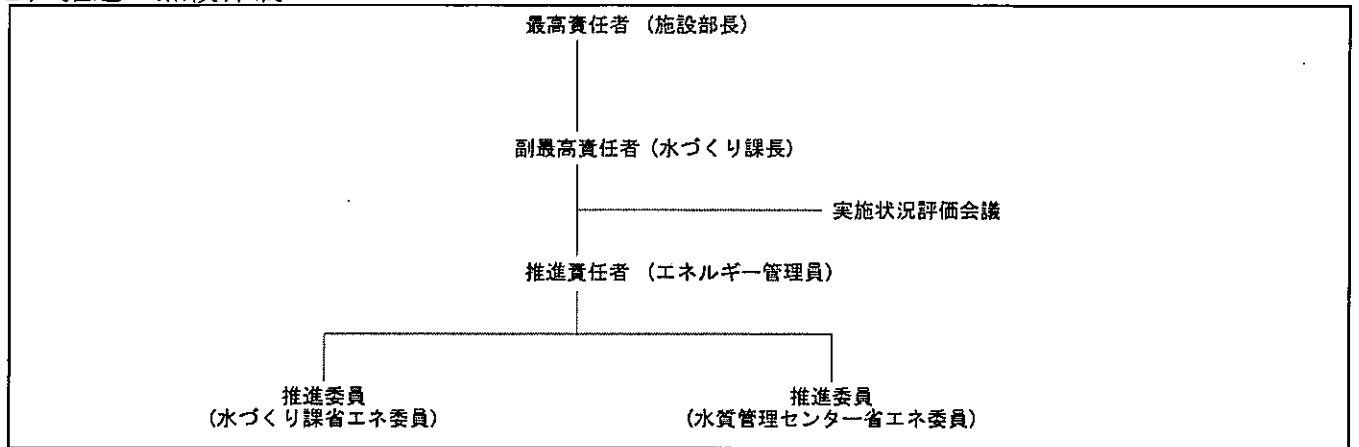 最高責任者 (施設部長)
副最高責任者 (水づくり課長)
実施状況評価会議
推進責任者 (エネルギー管理員)
推進委員
(水づくり課省エネ委員)
推進委員
(水質管理センター省エネ委員)